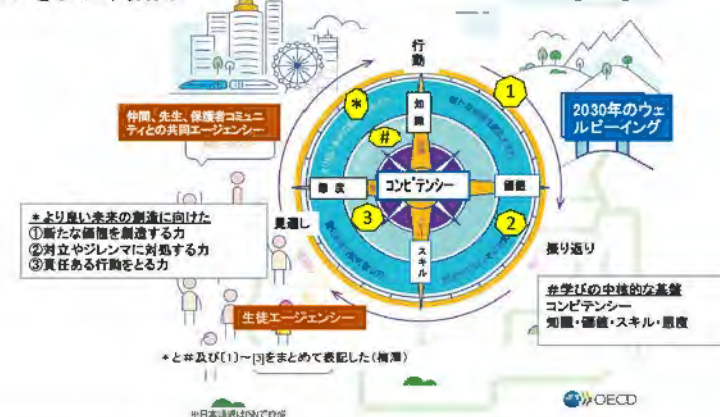 行動
*
1
知識
#
仲間、先生、保護者コミュニ
ティとの共同エージェンシー
2030年のウェ
ルビーイング
態度
コンピテンシー
価値
3
2
スキル
見通し
振り返り
*より良い未来の創造に向けた
①新たな価値を創造する力
②対立やジレンマに対処する力
③責任ある行動をとる力
#学びの中核的な基盤
コンピテンシー
知識・価値・スキル・態度
生徒エージェンシー
*と#及び[1]~[3]をまとめて表記した(梅澤)
OECD